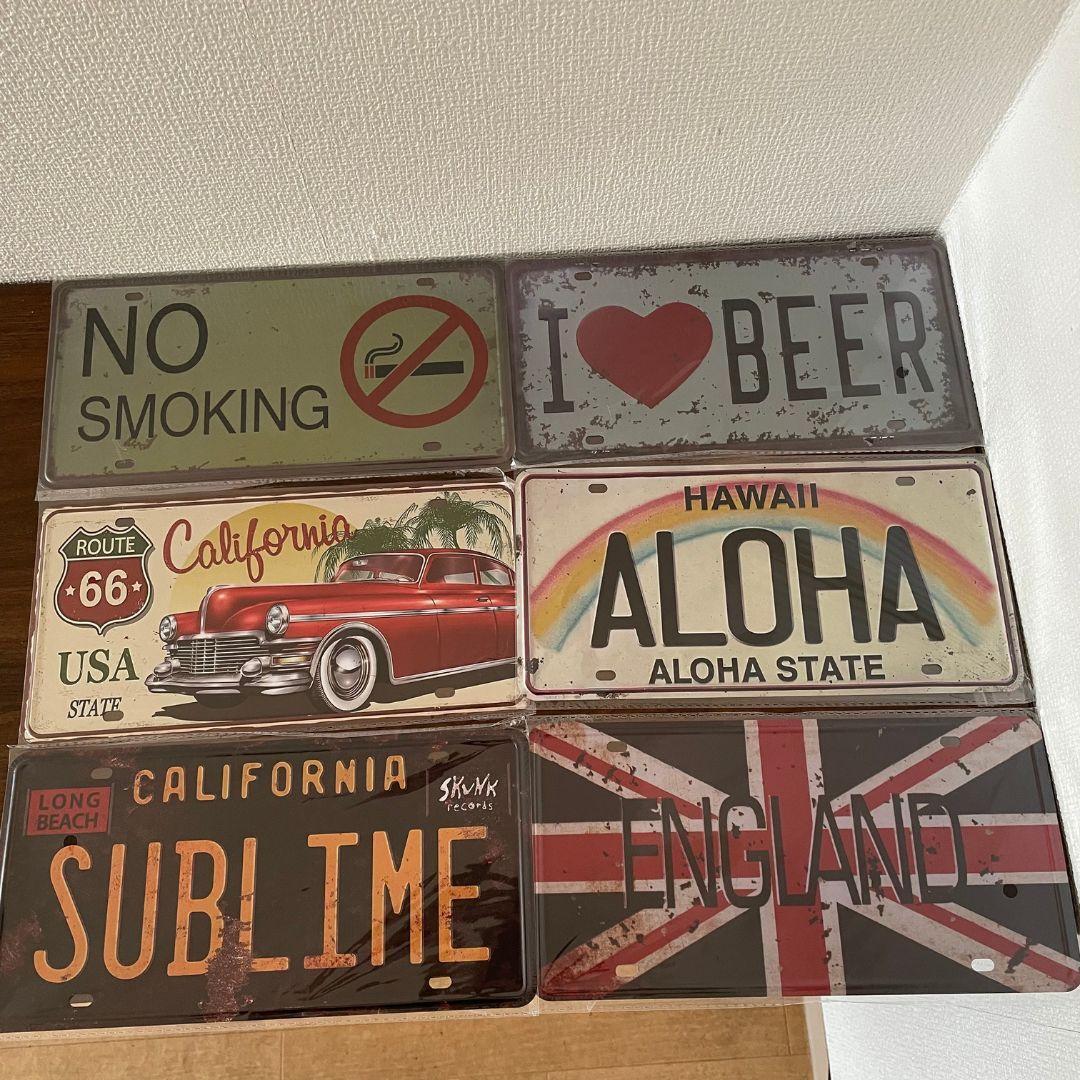 NO
SMOKING
I BEER
ROUTE
66
California
USA
STATE
HAWAII
ALOHA
ALOHA STATE
LONG
BEACH
CALIFORNIA
SKUNK
records
SUBLIME
ENGLAND